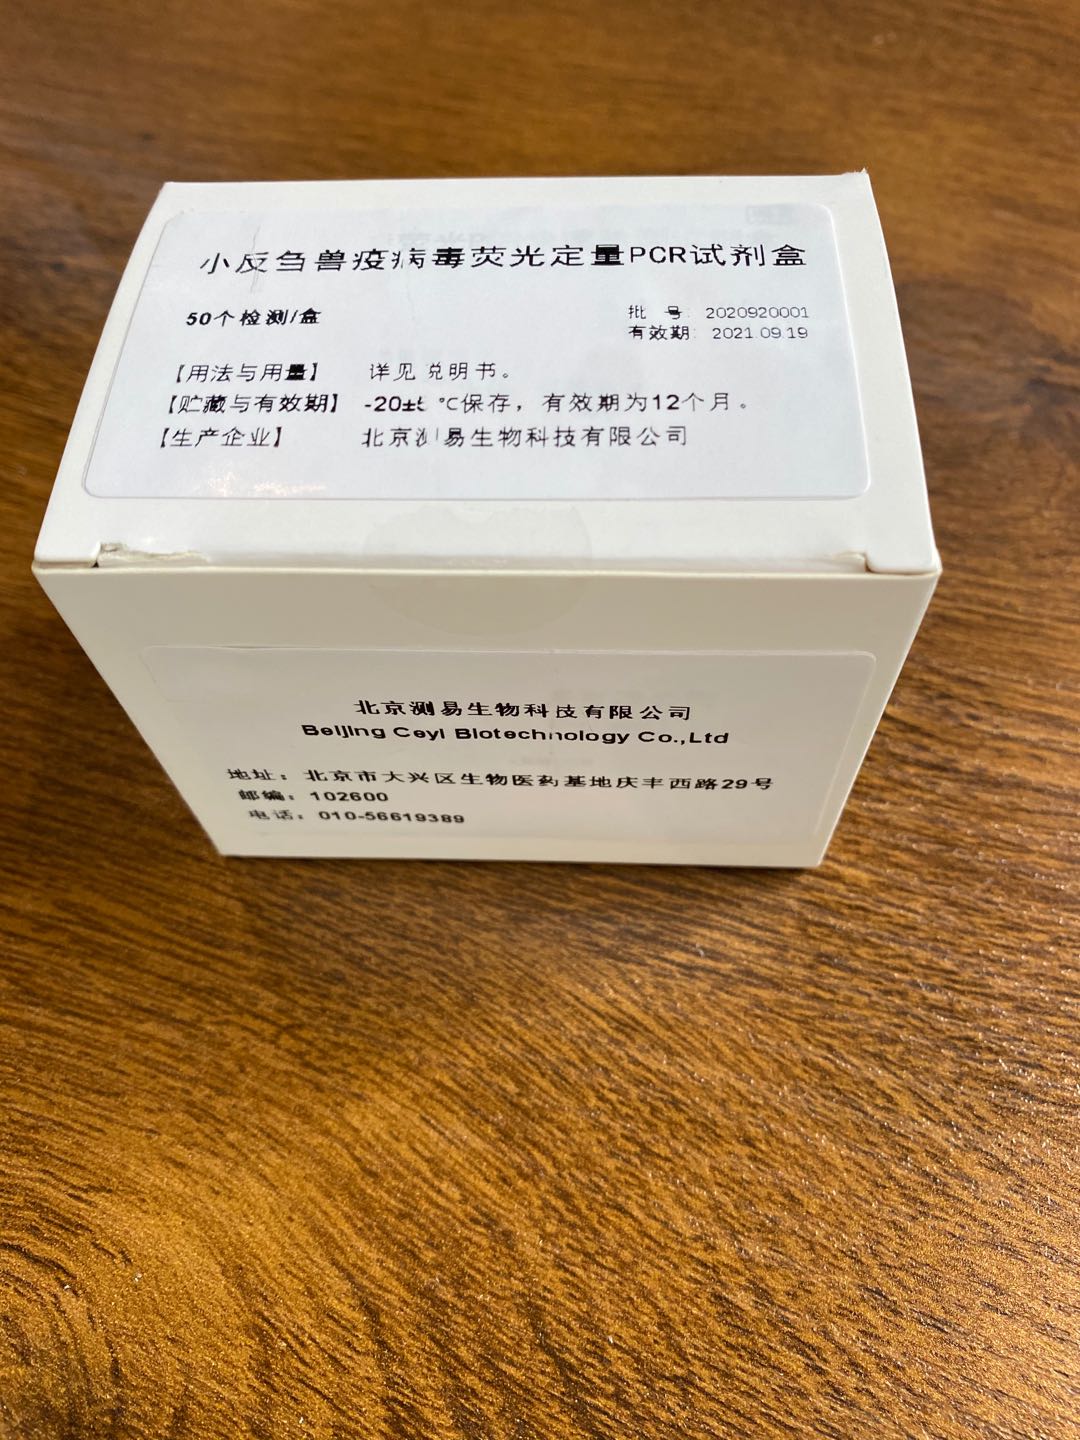 小反刍兽疫病毒荧光定量PCR试剂盒
50个检测/盒
批 号: 2020920001
有效期: 2021.09.19
【用法与用量】 详见说明书。
【贮藏与有效期】 -20±5 ℃保存，有效期为12个月。
【生产企业】 北京测易生物科技有限公司
北京测易生物科技有限公司
Beijing Ceyi Biotechnology Co.,Ltd
地址：北京市大兴区生物医药基地庆丰西路29号
邮编：102600
电话：010-56619389